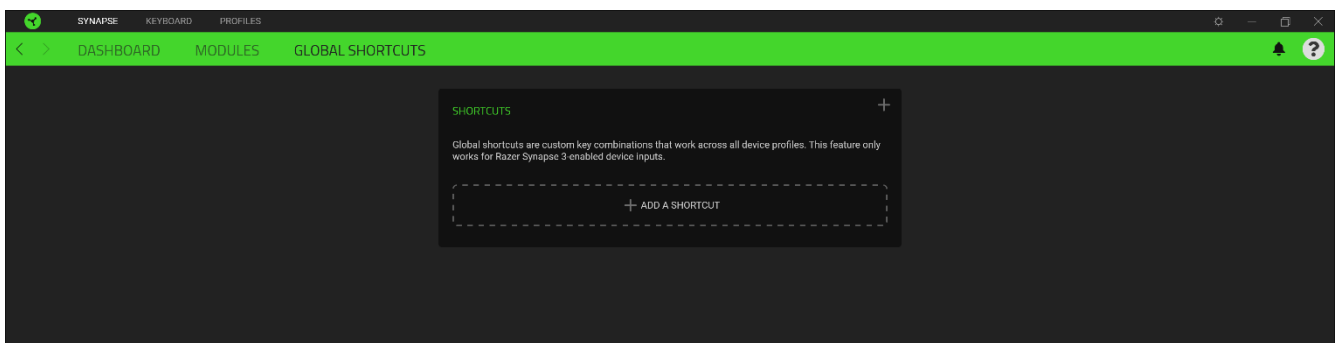 SYNAPSE KEYBOARD PROFILES
DASHBOARD MODULES GLOBAL SHORTCUTS
?
SHORTCUTS
Global shortcuts are custom key combinations that work across all device profiles. This feature only
works for Razer Synapse 3-enabled device inputs.
ADD A SHORTCUT